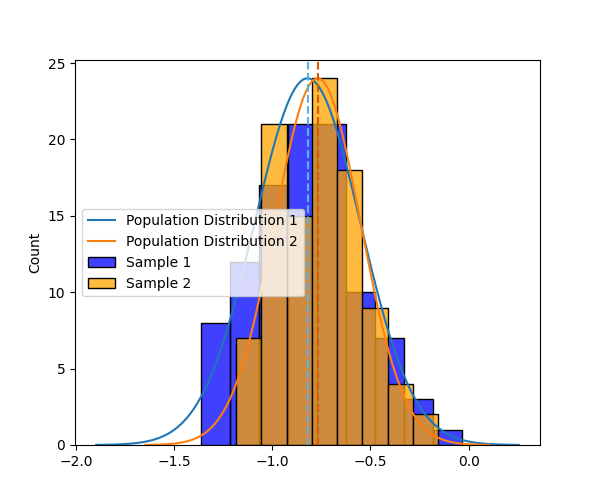 25
20
15
10
5
0
Count
Population Distribution 1
Population Distribution 2
Sample 1
Sample 2
−2.0 −1.5 −1.0 −0.5 0.0